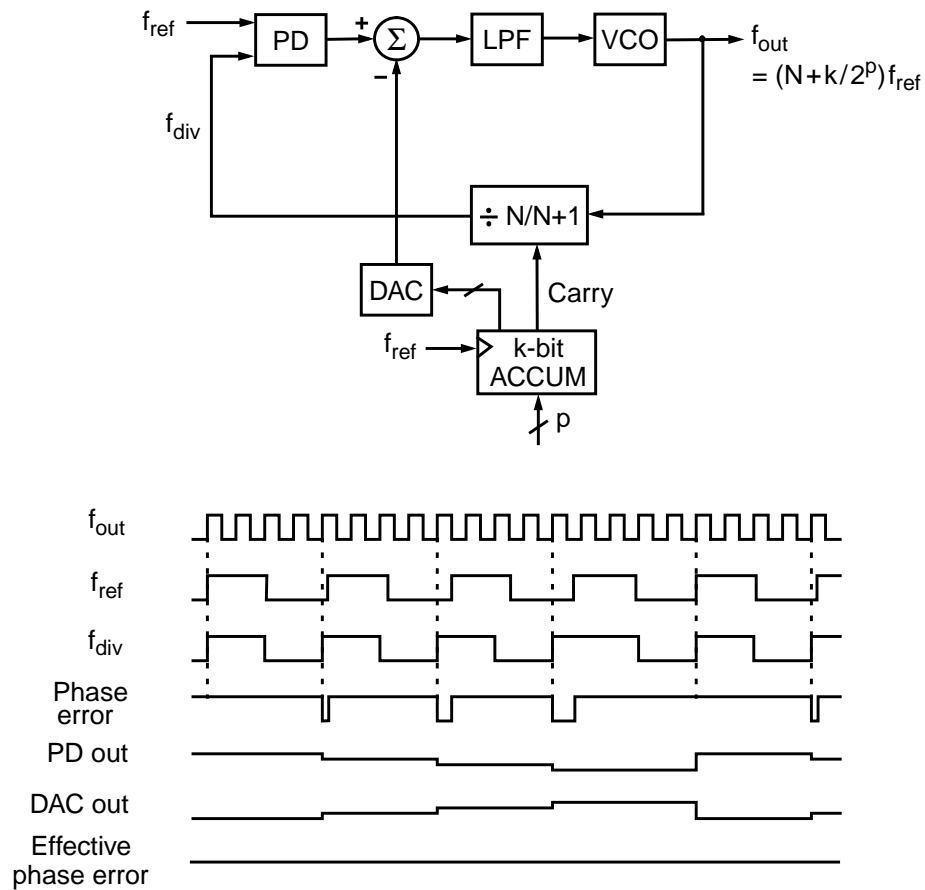 f_ref
PD
+
Σ
−
LPF
VCO
f_out
= (N+k/2^p)f_ref
f_div
÷ N/N+1
DAC
Carry
f_ref
k-bit
ACCUM
p
f_out
f_ref
f_div
Phase
error
PD out
DAC out
Effective
phase error